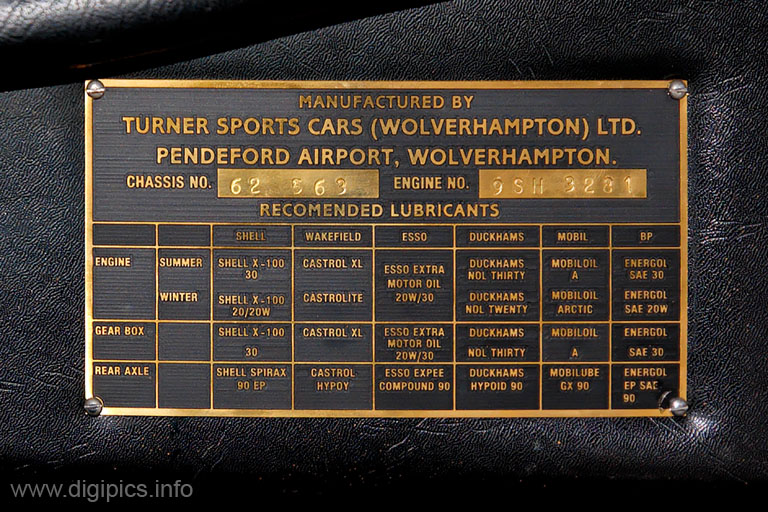 MANUFACTURED BY
TURNER SPORTS CARS (WOLVERHAMPTON) LTD.
PENDEFORD AIRPORT, WOLVERHAMPTON.
CHASSIS NO. 62 563 ENGINE NO. 9SH 3281
RECOMENDED LUBRICANTS
SHELL WAKEFIELD ESSO DUCKHAMS MOBIL BP
ENGINE SUMMER SHELL X-100 30 CASTROL XL ESSO EXTRA MOTOR OIL 20W/30 DUCKHAMS NOL THIRTY MOBILOIL A ENERGOL SAE 30
WINTER SHELL X-100 20/20W CASTROLITE DUCKHAMS NOL TWENTY MOBILOIL ARCTIC ENERGOL SAE 20W
GEAR BOX SHELL X-100 30 CASTROL XL ESSO EXTRA MOTOR OIL 20W/30 DUCKHAMS NOL THIRTY MOBILOIL A ENERGOL SAE 30
REAR AXLE SHELL SPIRAX 90 EP CASTROL HYPOY ESSO EXPEE COMPOUND 90 DUCKHAMS HYPOID 90 MOBILUBE GX 90 ENERGOL EP SAE 90
www.digipics.info